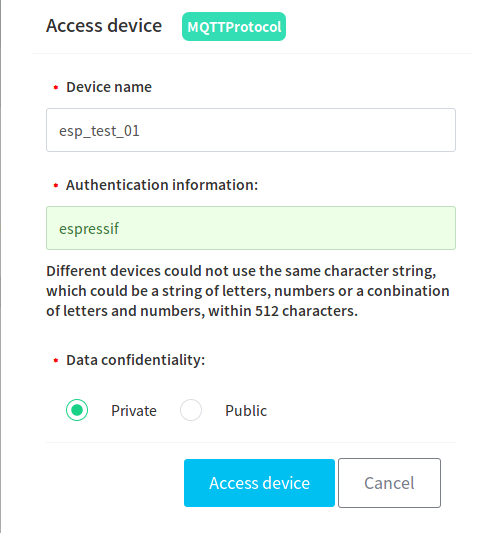 Access device MQTTProtocol
• Device name
esp_test_01
• Authentication information:
espressif
Different devices could not use the same character string,
which could be a string of letters, numbers or a conbination
of letters and numbers, within 512 characters.
• Data confidentiality:
Private Public
Access device Cancel